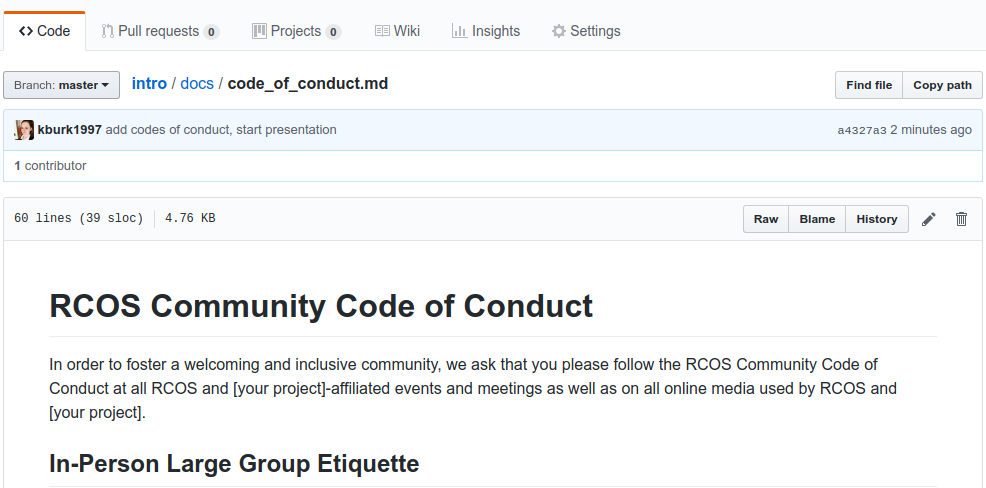 <> Code Pull requests 0 Projects 0 Wiki Insights Settings
Branch: master intro / docs / code_of_conduct.md Find file Copy path
kburk1997 add codes of conduct, start presentation a4327a3 2 minutes ago
1 contributor
60 lines (39 sloc) 4.76 KB Raw Blame History
RCOS Community Code of Conduct
In order to foster a welcoming and inclusive community, we ask that you please follow the RCOS Community Code of
Conduct at all RCOS and [your project]-affiliated events and meetings as well as on all online media used by RCOS and
[your project].
In-Person Large Group Etiquette